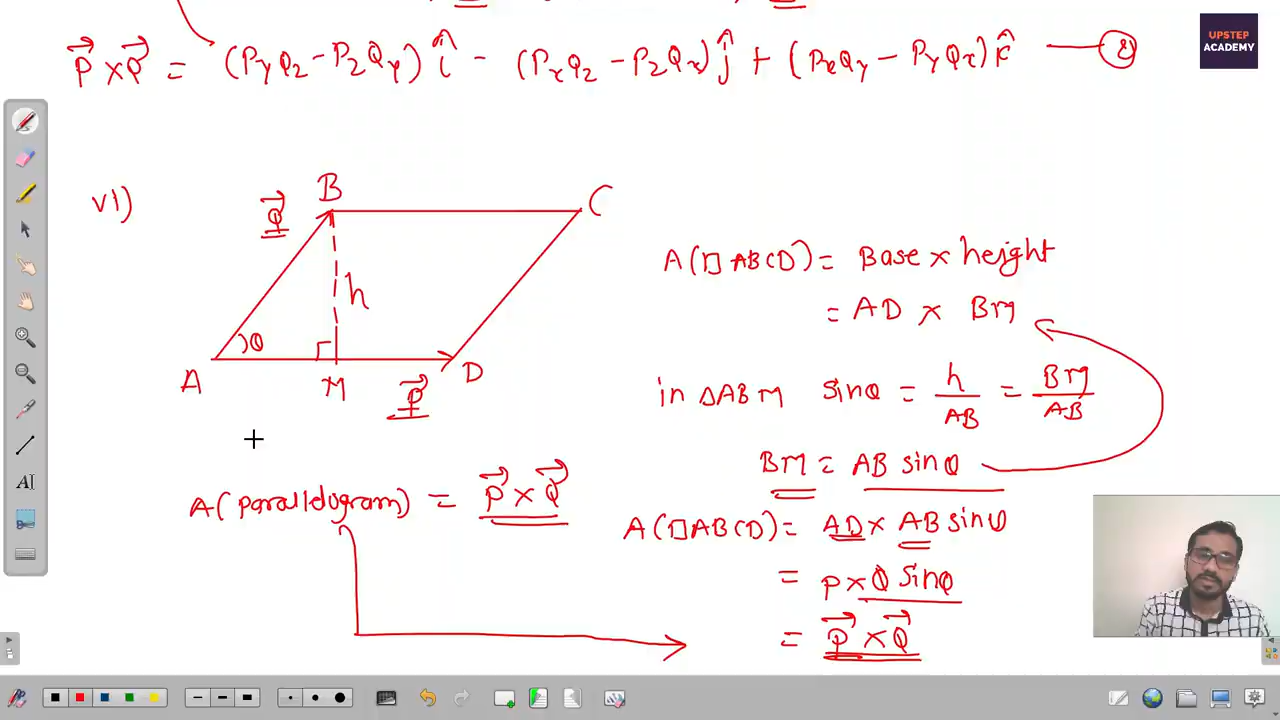 UPSTEP
ACADEMY
P⃗ × Q⃗ = (PyQz - PzQy) î - (PxQz - PzQx) ĵ + (PxQy - PyQx) k̂
vi)
B
C
Q⃗
h
θ
A
M
D
P⃗
A(□ABCD) = Base × height
= AD × BM
in △ABM sinθ = h/AB = BM/AB
BM = AB sinθ
A(parallelogram) = P⃗ × Q⃗
A(□ABCD) = AD × AB sinθ
= P × Q sinθ
= P⃗ × Q⃗
AI